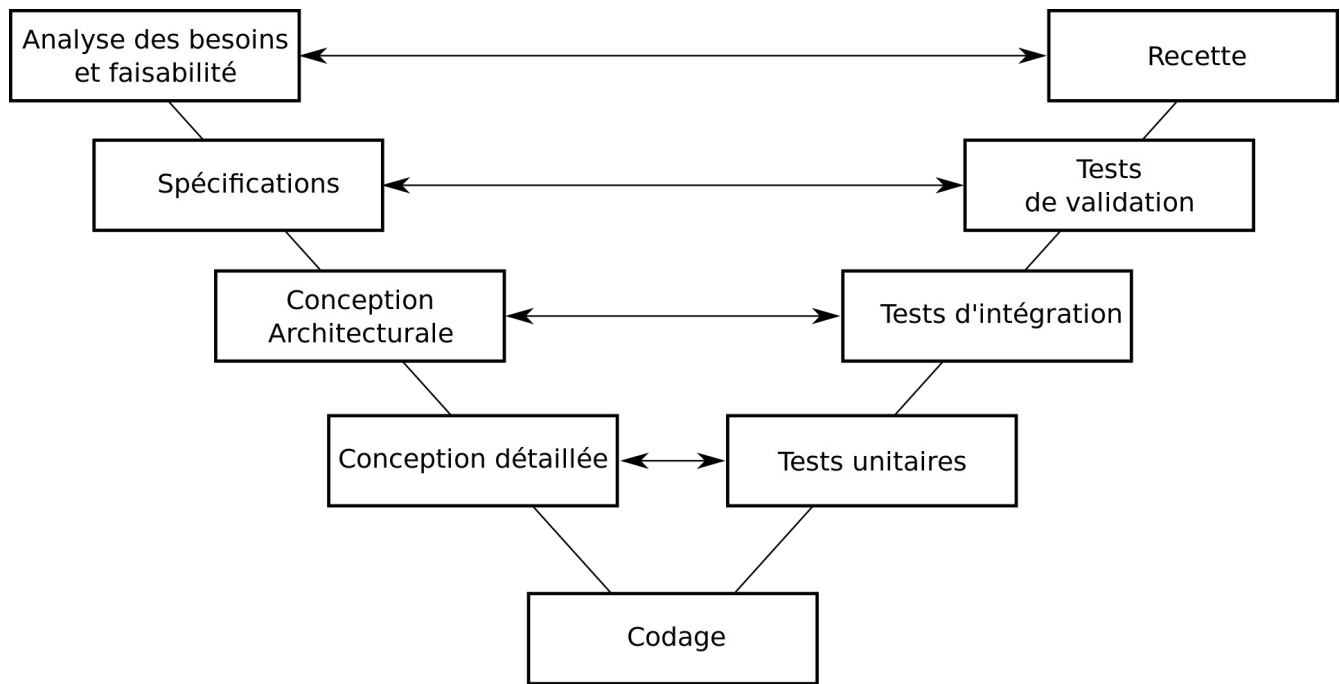 Analyse des besoins
et faisabilité
Recette
Spécifications
Tests
de validation
Conception
Architecturale
Tests d'intégration
Conception détaillée
Tests unitaires
Codage